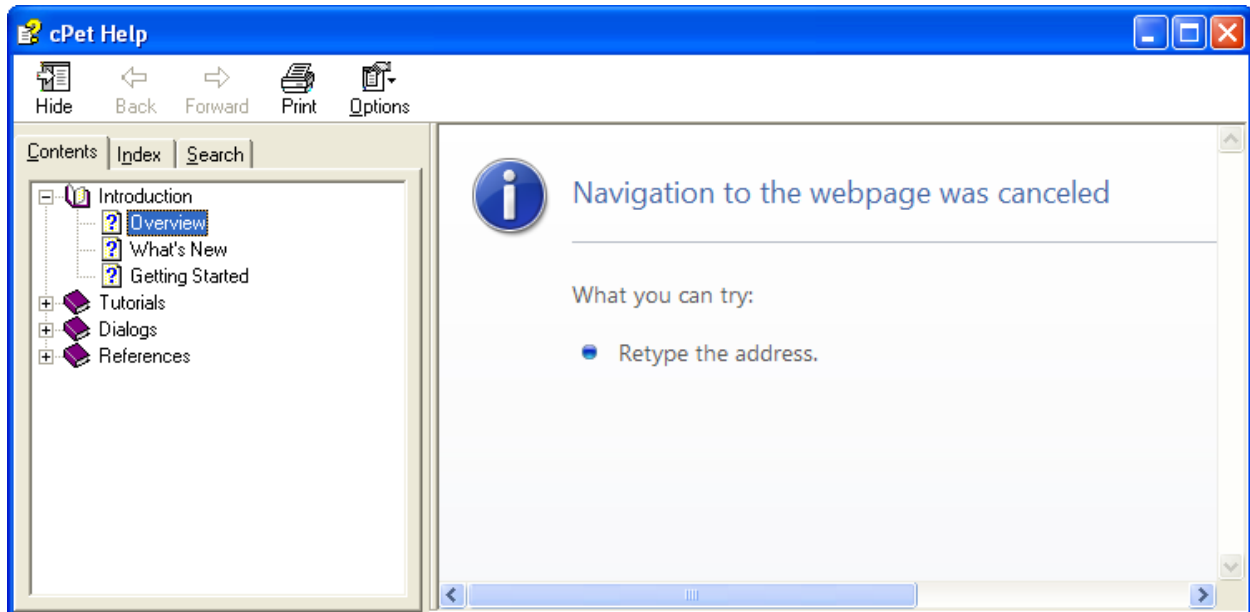 cPet Help
Hide Back Forward Print Options
Contents Index Search
Introduction
Overview
What's New
Getting Started
Tutorials
Dialogs
References
Navigation to the webpage was canceled
What you can try:
Retype the address.